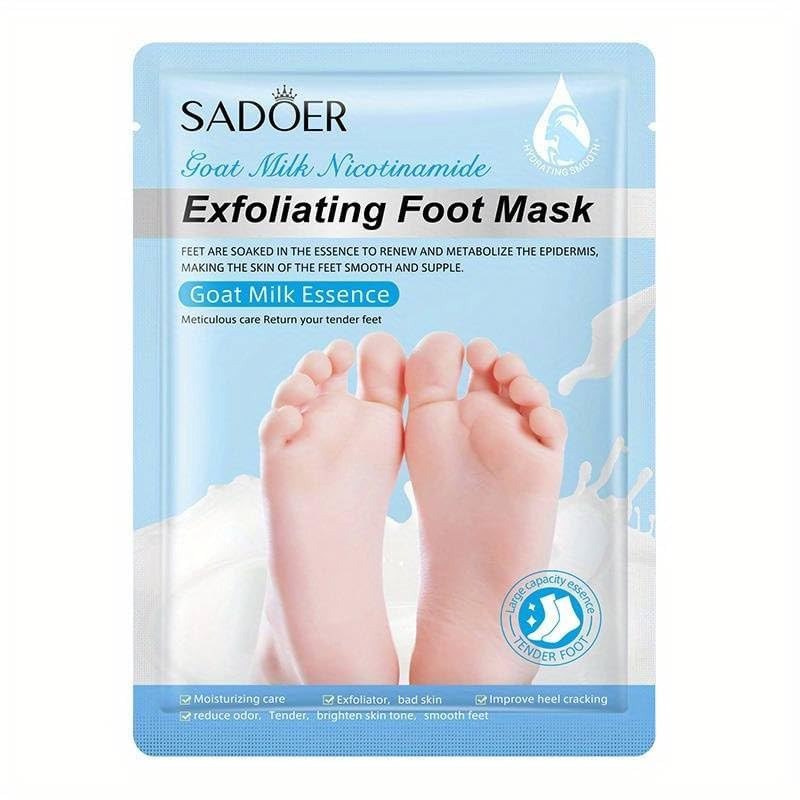 SADOER
HYDRATING SMOOTH
Goat Milk Nicotinamide
Exfoliating Foot Mask
FEET ARE SOAKED IN THE ESSENCE TO RENEW AND METABOLIZE THE EPIDERMIS,
MAKING THE SKIN OF THE FEET SMOOTH AND SUPPLE.
Goat Milk Essence
Meticulous care Return your tender feet
Large capacity essence
TENDER FOOT
Moisturizing care Exfoliator, bad skin Improve heel cracking
reduce odor. Tender, brighten skin tone, smooth feet